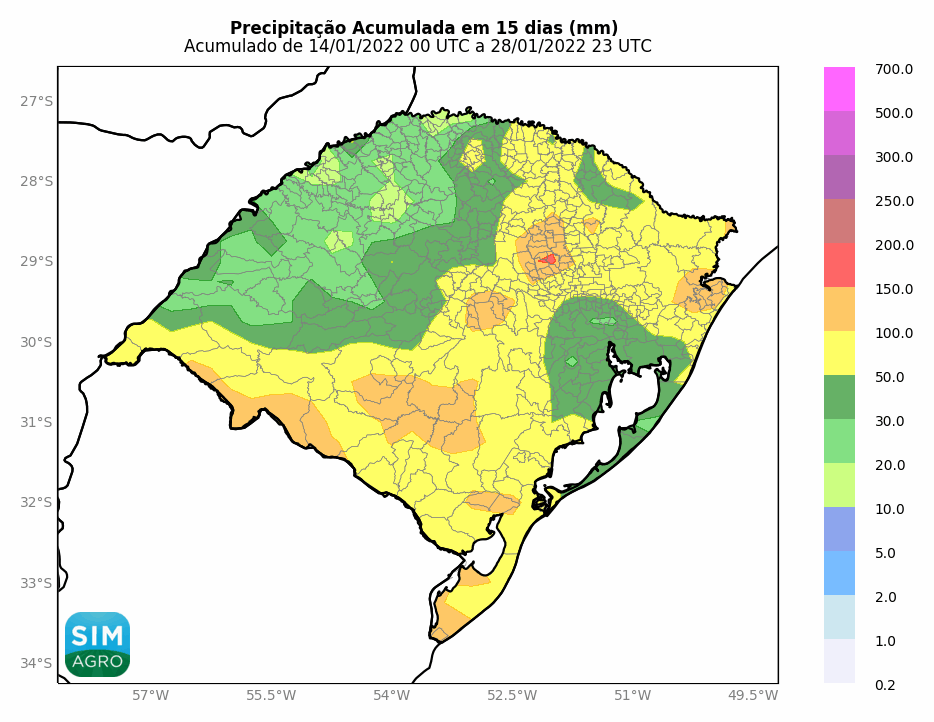 Precipitação Acumulada em 15 dias (mm)
Acumulado de 14/01/2022 00 UTC a 28/01/2022 23 UTC
27°S
28°S
29°S
30°S
31°S
32°S
33°S
34°S
57°W
55.5°W
54°W
52.5°W
51°W
49.5°W
700.0
500.0
300.0
250.0
200.0
150.0
100.0
50.0
30.0
20.0
10.0
5.0
2.0
1.0
0.2
SIM
AGRO